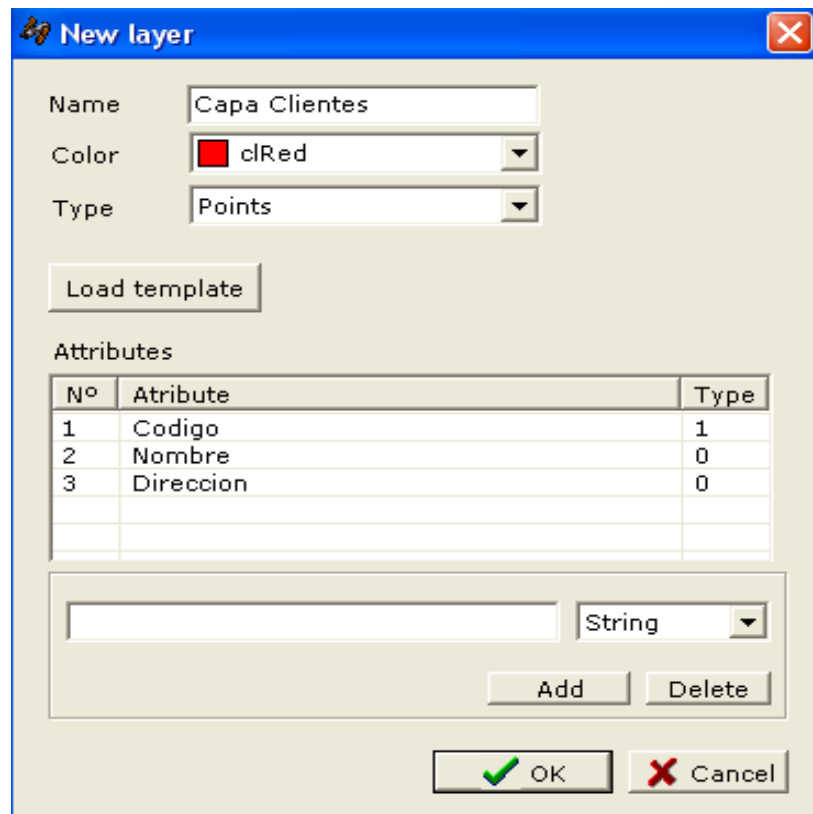 New layer
Name Capa Clientes
Color clRed
Type Points
Load template
Attributes
Nº Atribute Type
1 Codigo 1
2 Nombre 0
3 Direccion 0
String
Add Delete
OK Cancel